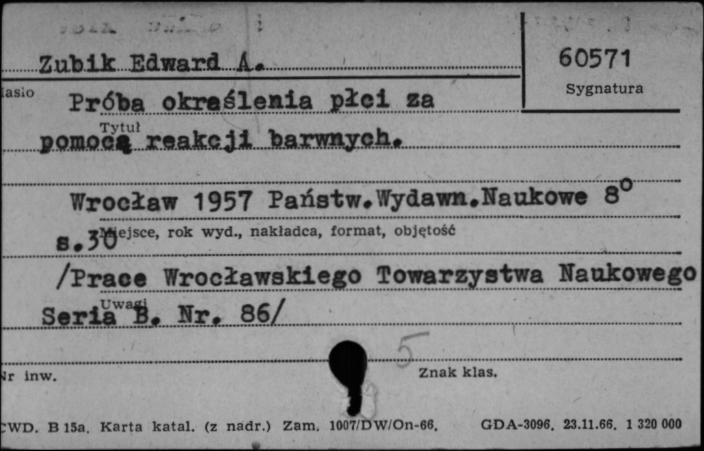 Zubik Edward A.
60571
Sygnatura
Próba określenia płci za
Tytuł
pomocą reakcji barwnych.
Wrocław 1957 Państw.Wydawn.Naukowe 8°
Miejsce, rok wyd., nakładca, format, objętość
s.30
/Prace Wrocławskiego Towarzystwa Naukowego
Uwagi
Seria B. Nr. 86/
5
Nr inw.
Znak klas.
CWD. B 15a. Karta katal. (z nadr.) Zam. 1007/DW/On-66. GDA-3096. 23.11.66. 1 320 000